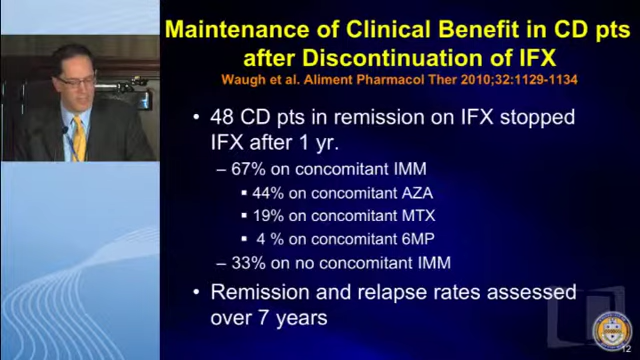 Maintenance of Clinical Benefit in CD pts
after Discontinuation of IFX
Waugh et al. Aliment Pharmacol Ther 2010;32:1129-1134
• 48 CD pts in remission on IFX stopped
IFX after 1 yr.
– 67% on concomitant IMM
▪ 44% on concomitant AZA
▪ 19% on concomitant MTX
▪ 4 % on concomitant 6MP
– 33% on no concomitant IMM
• Remission and relapse rates assessed
over 7 years
12